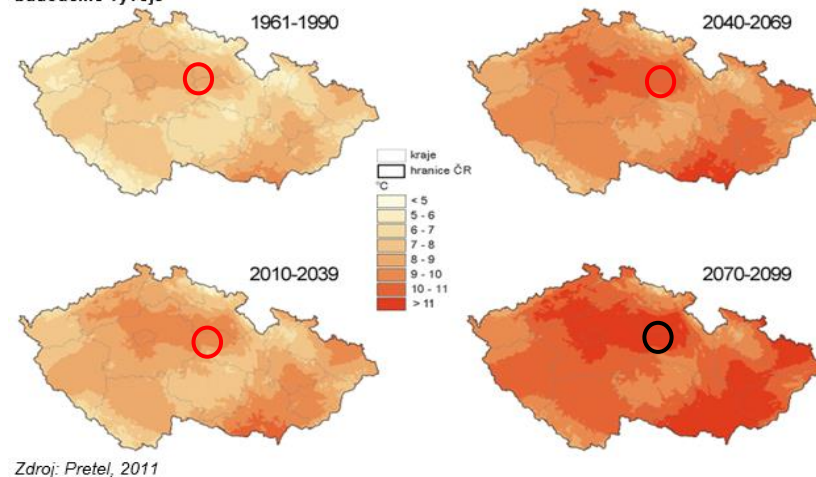 1961-1990
2040-2069
kraje
hranice ČR
°C
< 5
5 - 6
6 - 7
7 - 8
8 - 9
9 - 10
10 - 11
> 11
2010-2039
2070-2099
Zdroj: Pretel, 2011